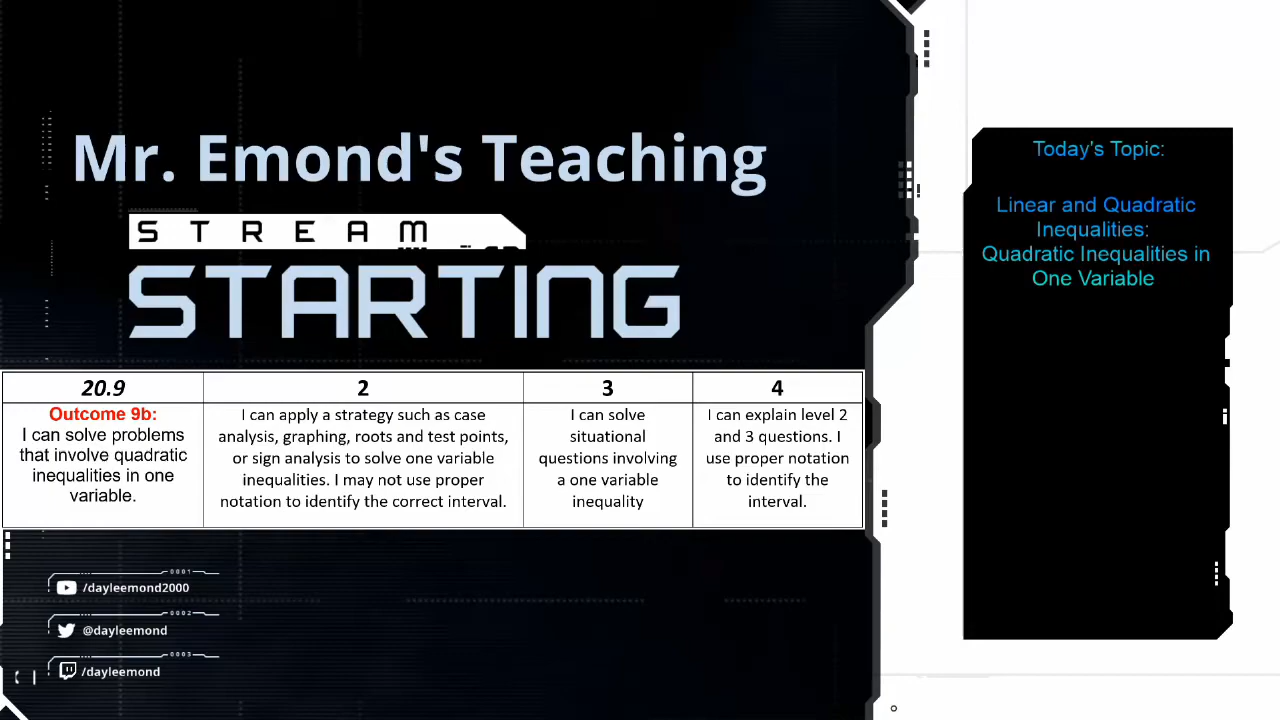 Mr. Emond's Teaching
STREAM
STARTING
Today's Topic:
Linear and Quadratic
Inequalities:
Quadratic Inequalities in
One Variable
20.9
2
3
4
Outcome 9b:
I can solve problems
that involve quadratic
inequalities in one
variable.
I can apply a strategy such as case
analysis, graphing, roots and test points,
or sign analysis to solve one variable
inequalities. I may not use proper
notation to identify the correct interval.
I can solve
situational
questions involving
a one variable
inequality
I can explain level 2
and 3 questions. I
use proper notation
to identify the
interval.
0001
/dayleemond2000
0002
@dayleemond
0003
/dayleemond